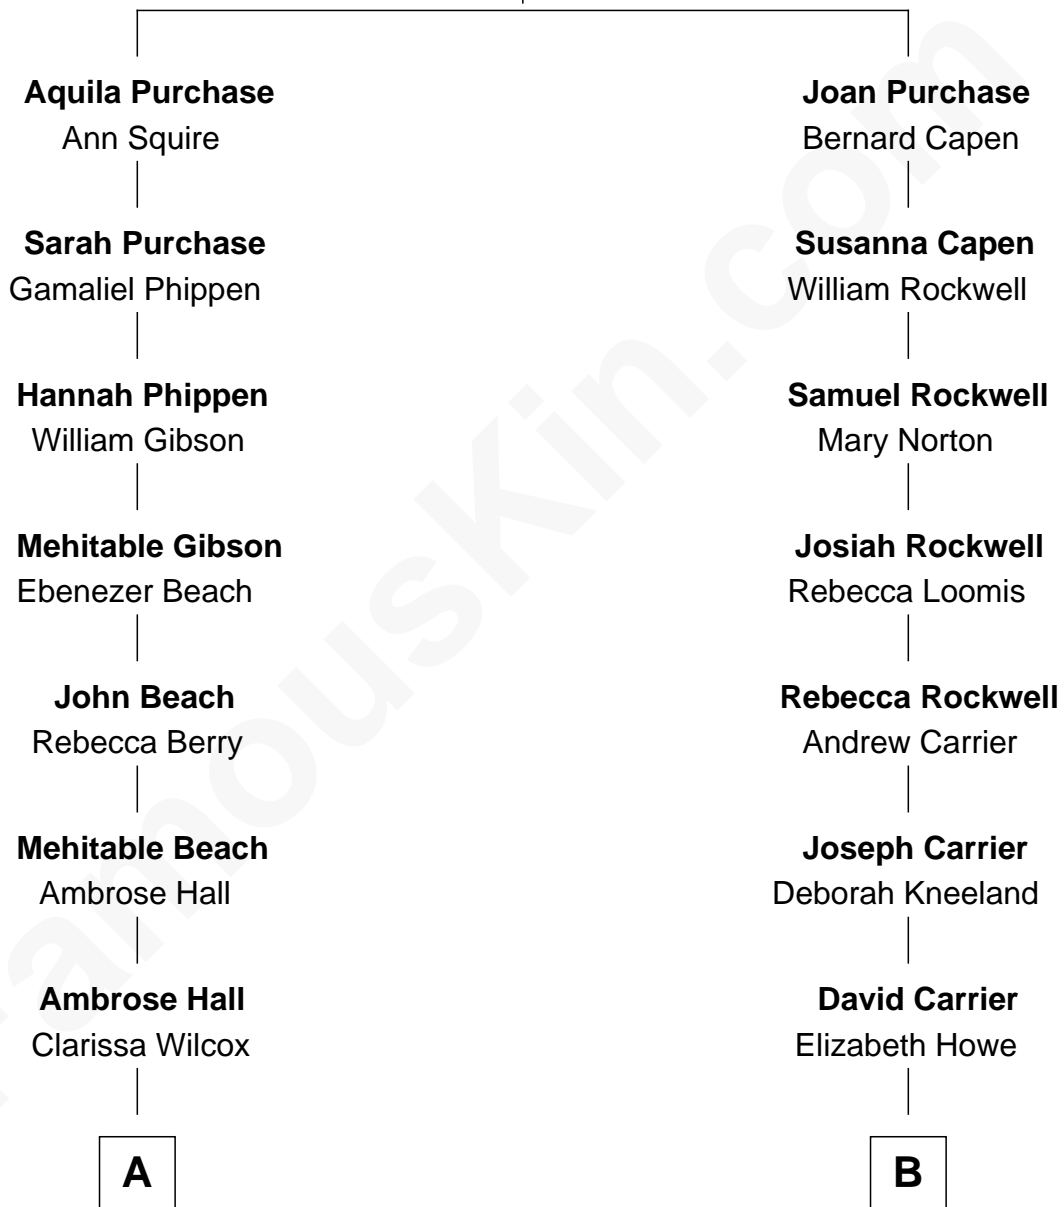 Aquila Purchase
Ann Squire
Joan Purchase
Bernard Capen
Sarah Purchase
Gamaliel Phippen
Susanna Capen
William Rockwell
Hannah Phippen
William Gibson
Samuel Rockwell
Mary Norton
Mehitable Gibson
Ebenezer Beach
Josiah Rockwell
Rebecca Loomis
John Beach
Rebecca Berry
Rebecca Rockwell
Andrew Carrier
Mehitable Beach
Ambrose Hall
Joseph Carrier
Deborah Kneeland
Ambrose Hall
Clarissa Wilcox
David Carrier
Elizabeth Howe
A
B
FamousKin.com